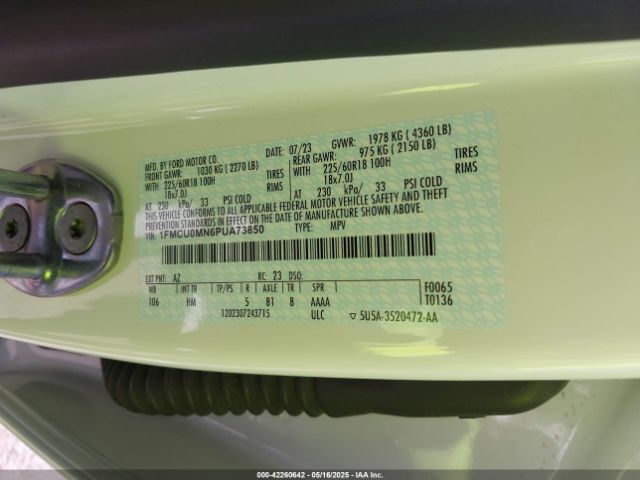 MFD. BY FORD MOTOR CO. 07/23 GVWR: 1978 KG ( 4360 LB)
FRONT GAWR: 1030 KG ( 2270 LB) REAR GAWR: 975 KG ( 2150 LB)
WITH 225/60R18 100H TIRES WITH 225/60R18 100H TIRES
18x7.0J RIMS 18x7.0J RIMS
AT 230 kPa/ 33 PSI COLD AT 230 kPa/ 33 PSI COLD
THIS VEHICLE CONFORMS TO ALL APPLICABLE FEDERAL MOTOR VEHICLE SAFETY AND THEFT
PREVENTION STANDARDS IN EFFECT ON THE DATE OF MANUFACTURE SHOWN ABOVE.
VIN: 1FMCU0MN6PUA73850 TYPE: MPV
EXT PNT: AZ RC: 23 DSO: F0065
WB INT TR TP/PS R AXLE TR SPR T0136
106 HM 5 B1 8 AAAA
1202307243715 ULC ▽ 5U5A-3520472-AA
000-42260642 - 05/16/2025 - IAAI.COM